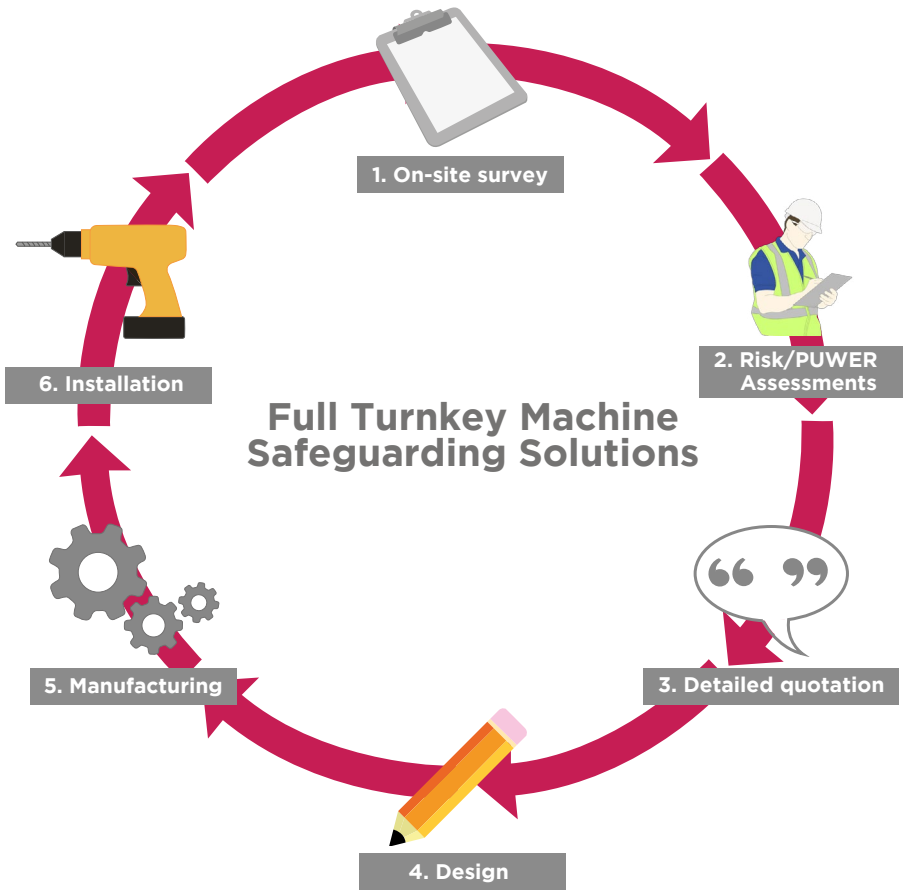 1. On-site survey
2. Risk/PUWER
Assessments
Full Turnkey Machine
Safeguarding Solutions
3. Detailed quotation
4. Design
5. Manufacturing
6. Installation